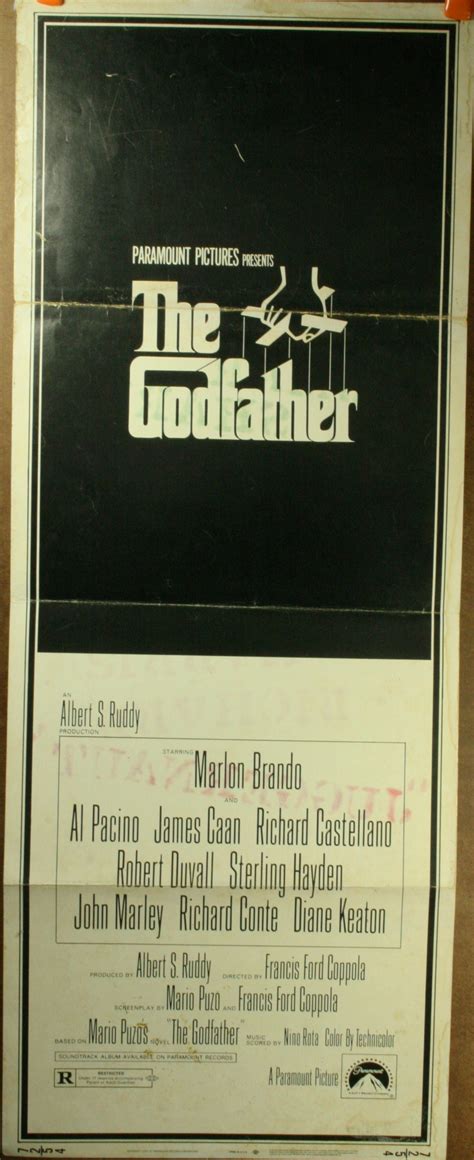 PARAMOUNT PICTURES PRESENTS
The
Godfather
AN
Albert S. Ruddy
PRODUCTION
STARRING
Marlon Brando
AND
Al Pacino James Caan Richard Castellano
Robert Duvall Sterling Hayden
John Marley Richard Conte Diane Keaton
PRODUCED BY Albert S. Ruddy DIRECTED BY Francis Ford Coppola
SCREENPLAY BY Mario Puzo AND Francis Ford Coppola
BASED ON Mario Puzo's NOVEL "The Godfather" MUSIC SCORED BY Nino Rota Color By Technicolor
SOUNDTRACK ALBUM AVAILABLE ON PARAMOUNT RECORDS
R RESTRICTED
A Paramount Picture
Paramount